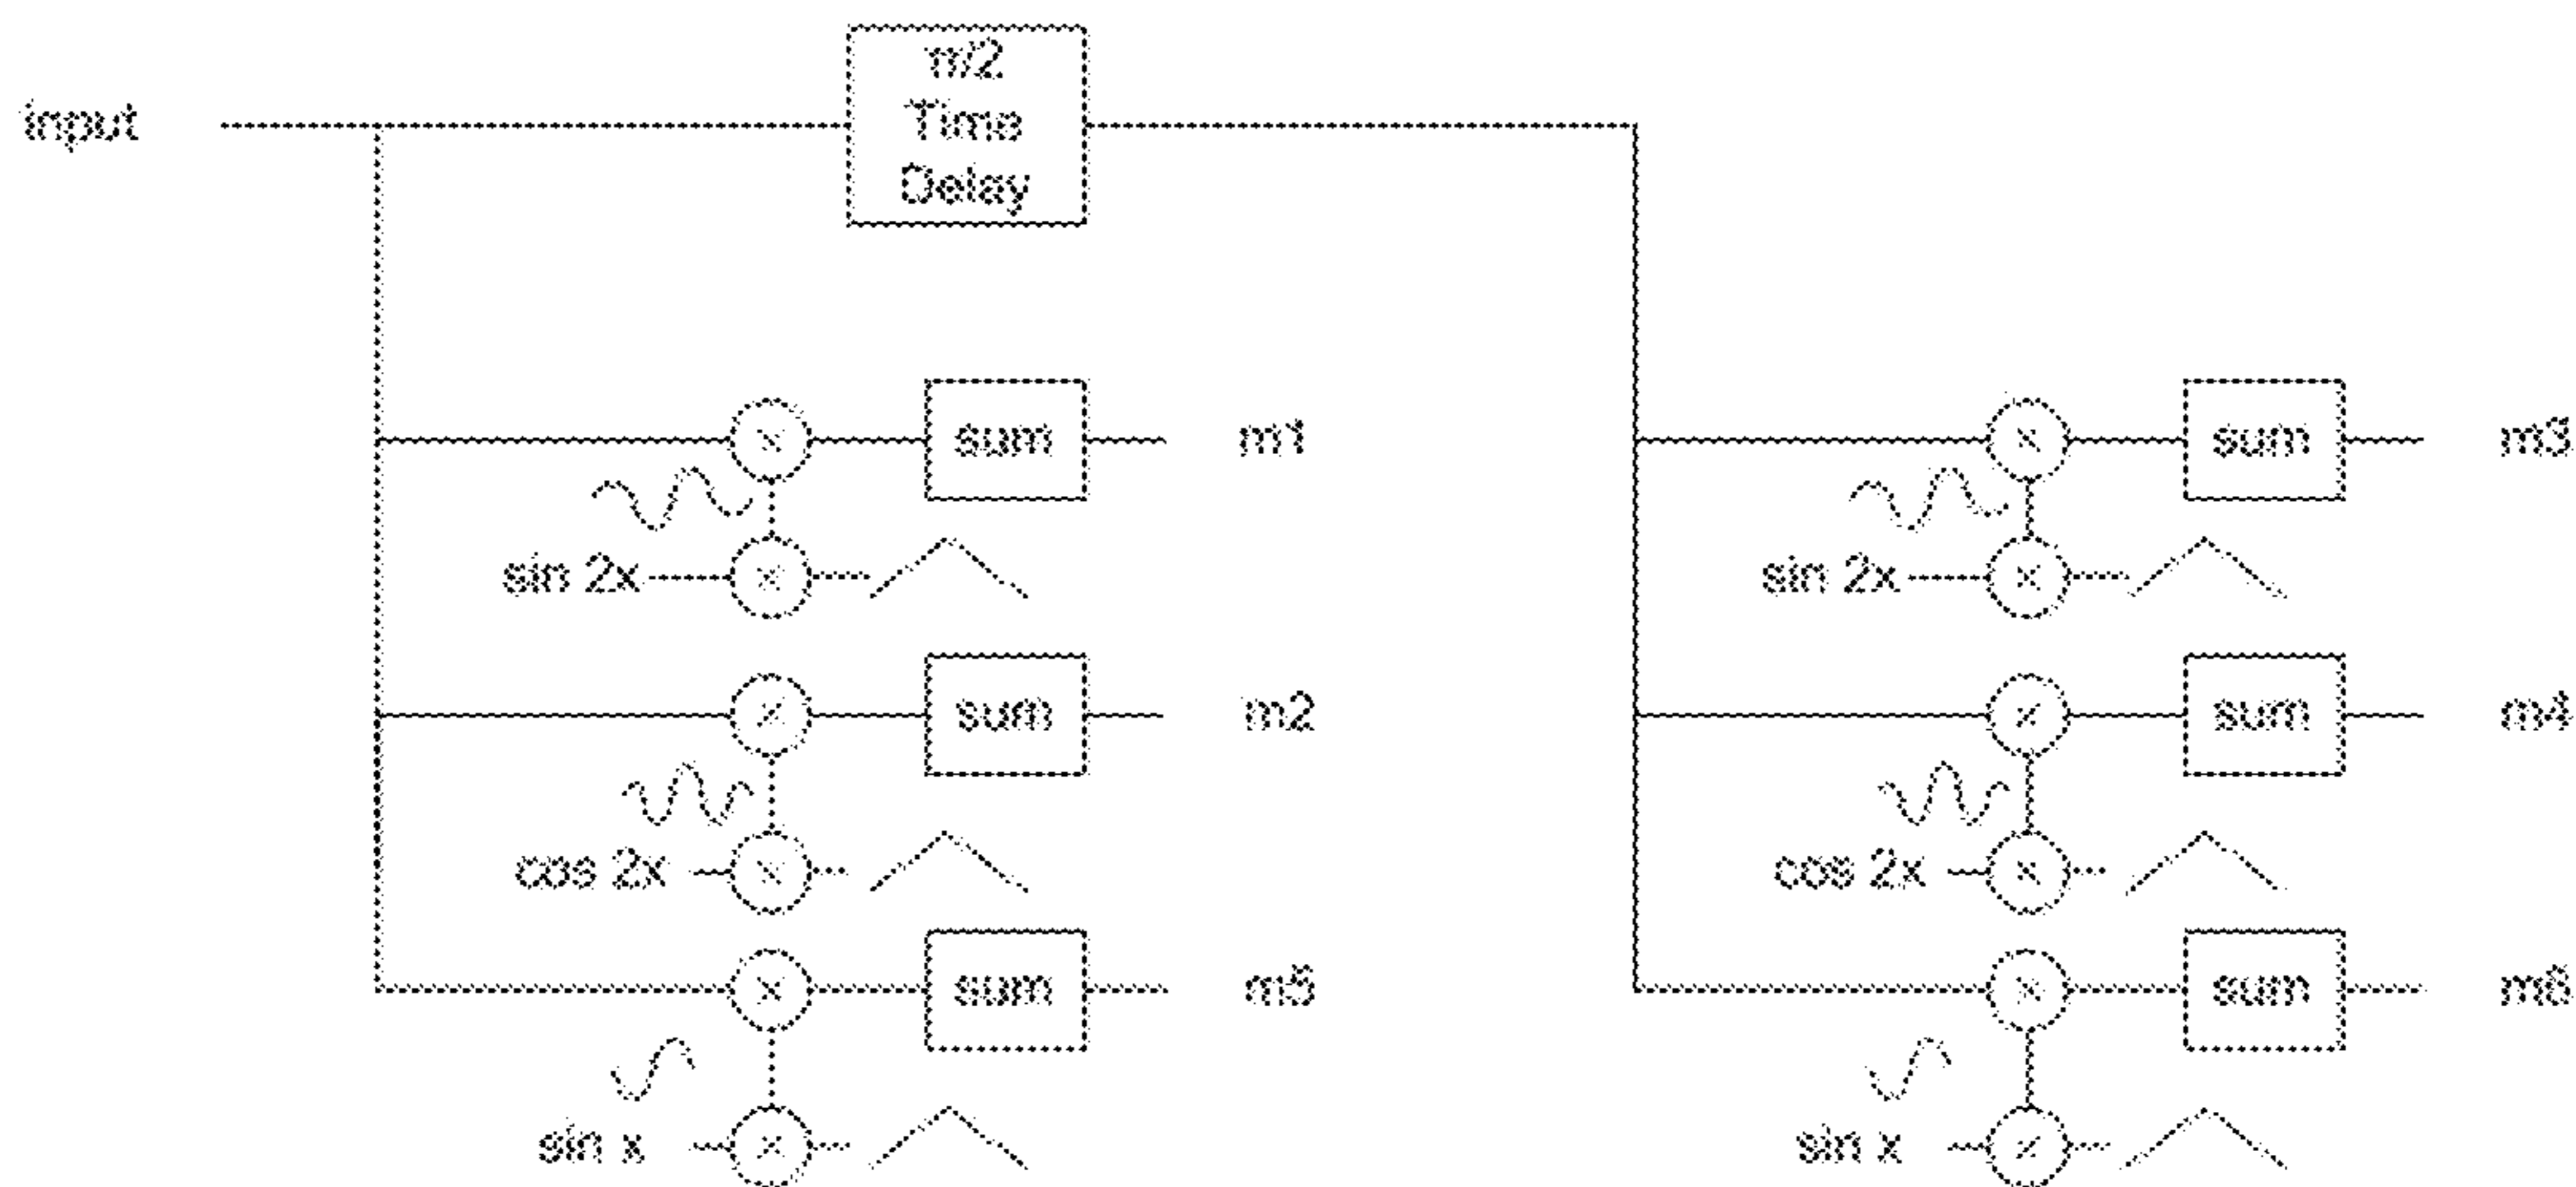 π/2
input
Time
Delay
sum m1
sum m3
sin 2x
sin 2x
sum m2
sum m4
cos 2x
cos 2x
sum m5
sum m6
sin x
sin x